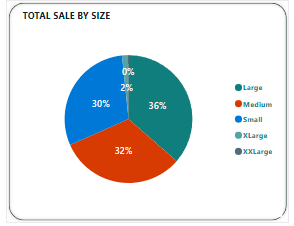 TOTAL SALE BY SIZE
0%
2%
36%
30%
32%
Large
Medium
Small
XLarge
XXLarge